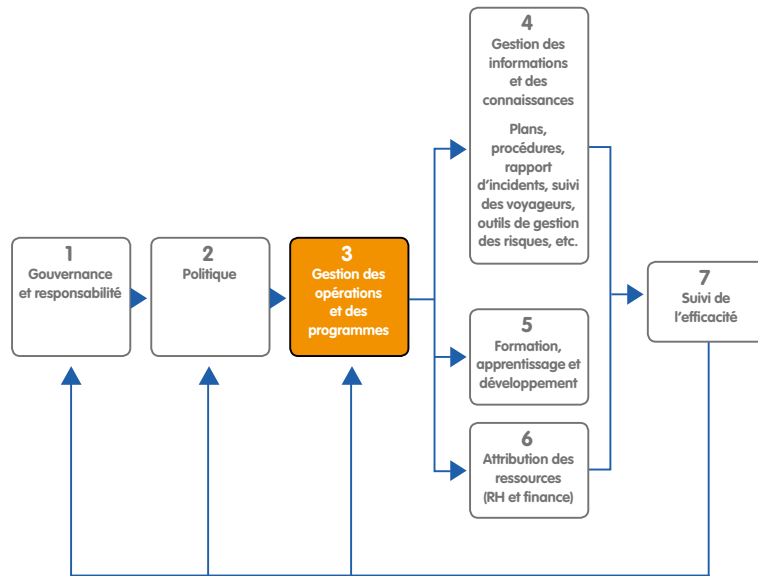 1
Gouvernance
et responsabilité
2
Politique
3
Gestion des
opérations
et des
programmes
4
Gestion des
informations
et des
connaissances
Plans,
procédures,
rapport
d'incidents, suivi
des voyageurs,
outils de gestion
des risques, etc.
5
Formation,
apprentissage et
développement
6
Attribution des
ressources
(RH et finance)
7
Suivi de
l'efficacité